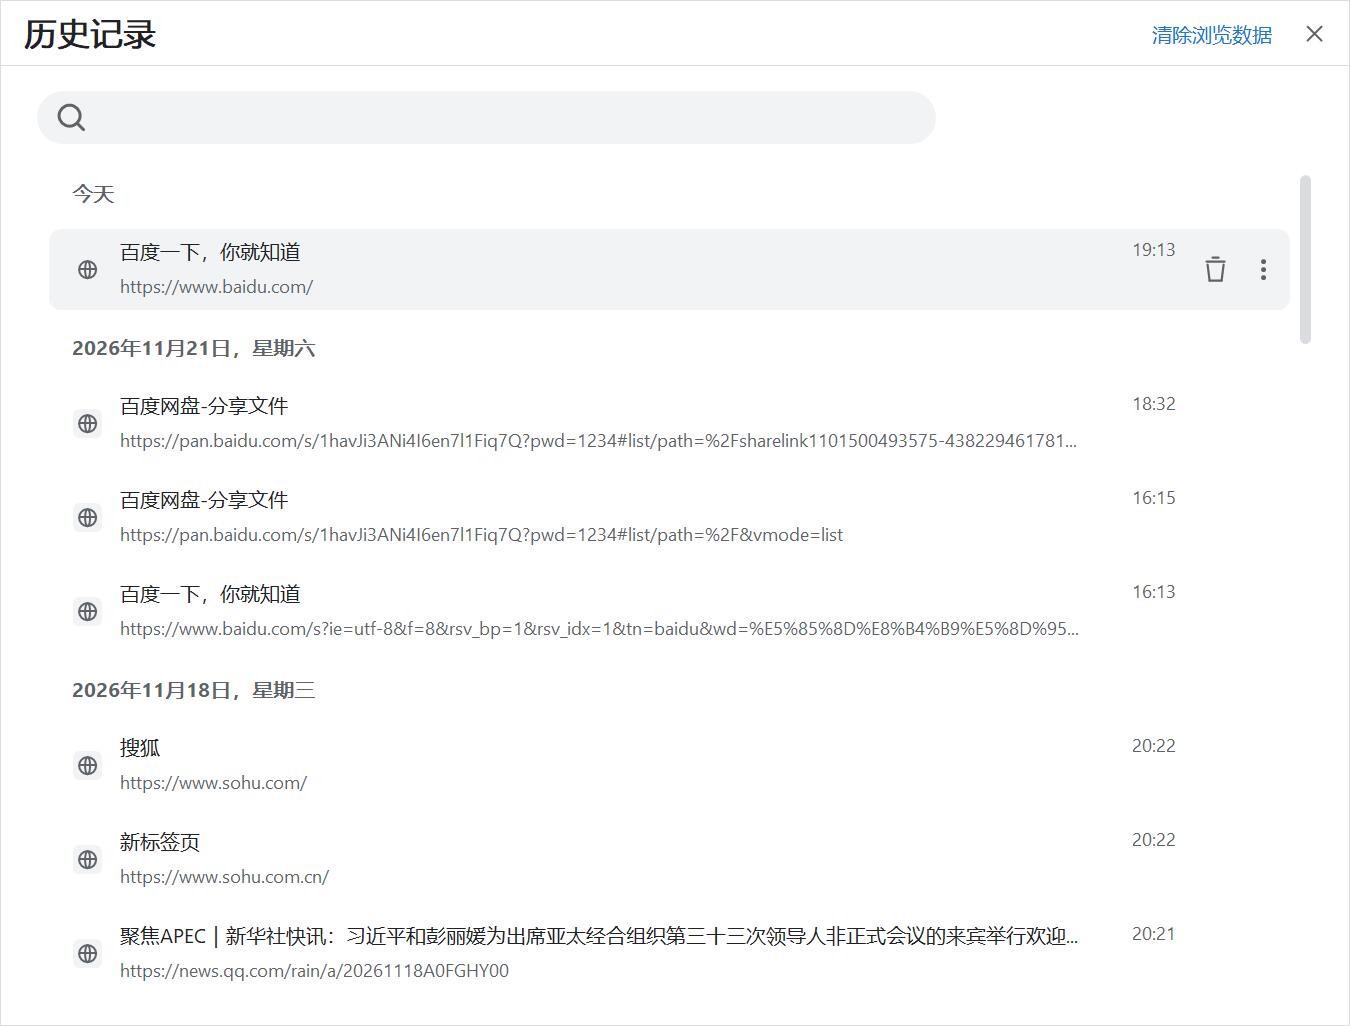 历史记录
清除浏览数据
今天
百度一下，你就知道
19:13
https://www.baidu.com/
2026年11月21日，星期六
百度网盘-分享文件
18:32
https://pan.baidu.com/s/1havJi3ANi4I6en7l1Fiq7Q?pwd=1234#list/path=%2Fsharelink1101500493575-438229461781...
百度网盘-分享文件
16:15
https://pan.baidu.com/s/1havJi3ANi4I6en7l1Fiq7Q?pwd=1234#list/path=%2F&vmode=list
百度一下，你就知道
16:13
https://www.baidu.com/s?ie=utf-8&f=8&rsv_bp=1&rsv_idx=1&tn=baidu&wd=%E5%85%8D%E8%B4%B9%E5%8D%95...
2026年11月18日，星期三
搜狐
20:22
https://www.sohu.com/
新标签页
20:22
https://www.sohu.com.cn/
聚焦APEC | 新华社快讯：习近平和彭丽媛为出席亚太经合组织第三十三次领导人非正式会议的来宾举行欢迎...
20:21
https://news.qq.com/rain/a/20261118A0FGHY00